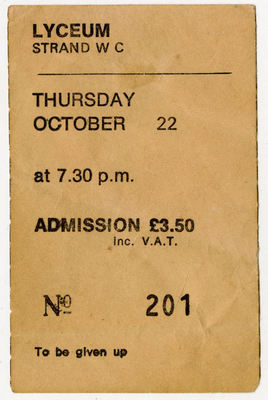 LYCEUM
STRAND W C
THURSDAY
OCTOBER 22
at 7.30 p.m.
ADMISSION £3.50
inc. V.A.T.
No 201
To be given up